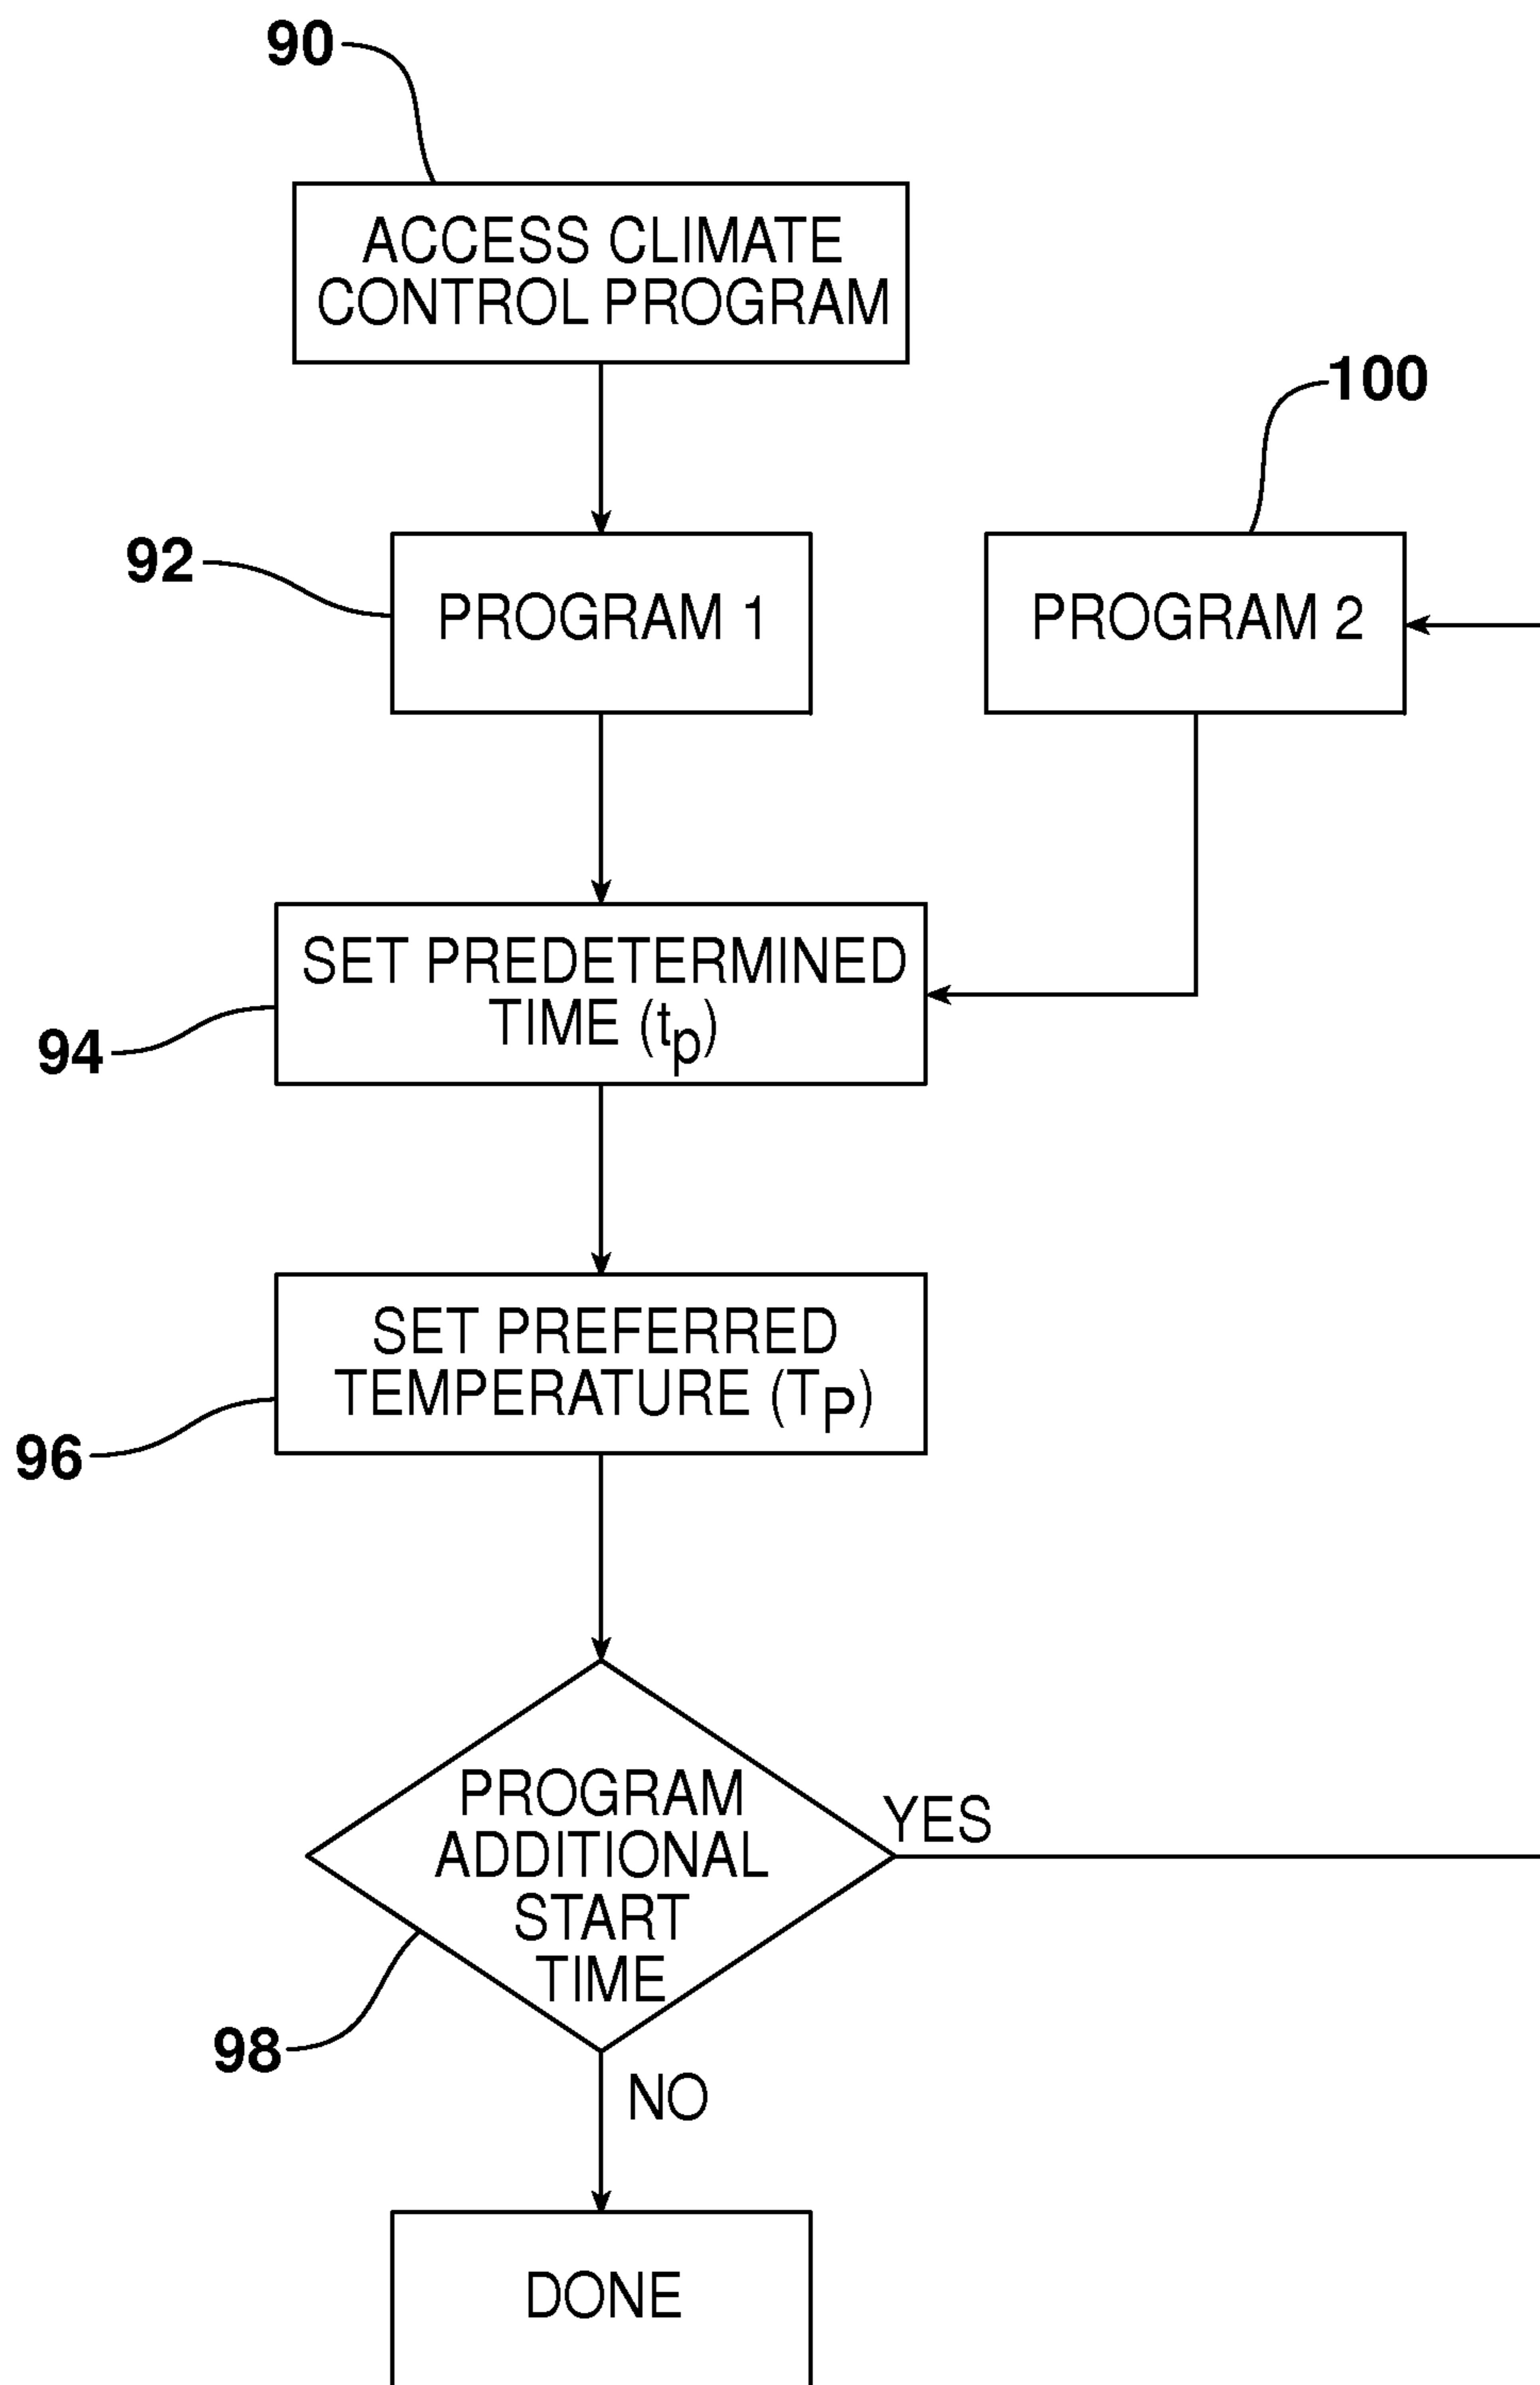 90
ACCESS CLIMATE
CONTROL PROGRAM
100
92
PROGRAM 1
PROGRAM 2
SET PREDETERMINED
TIME (tp)
94
SET PREFERRED
TEMPERATURE (TP)
96
PROGRAM
ADDITIONAL
START
TIME
YES
98
NO
DONE